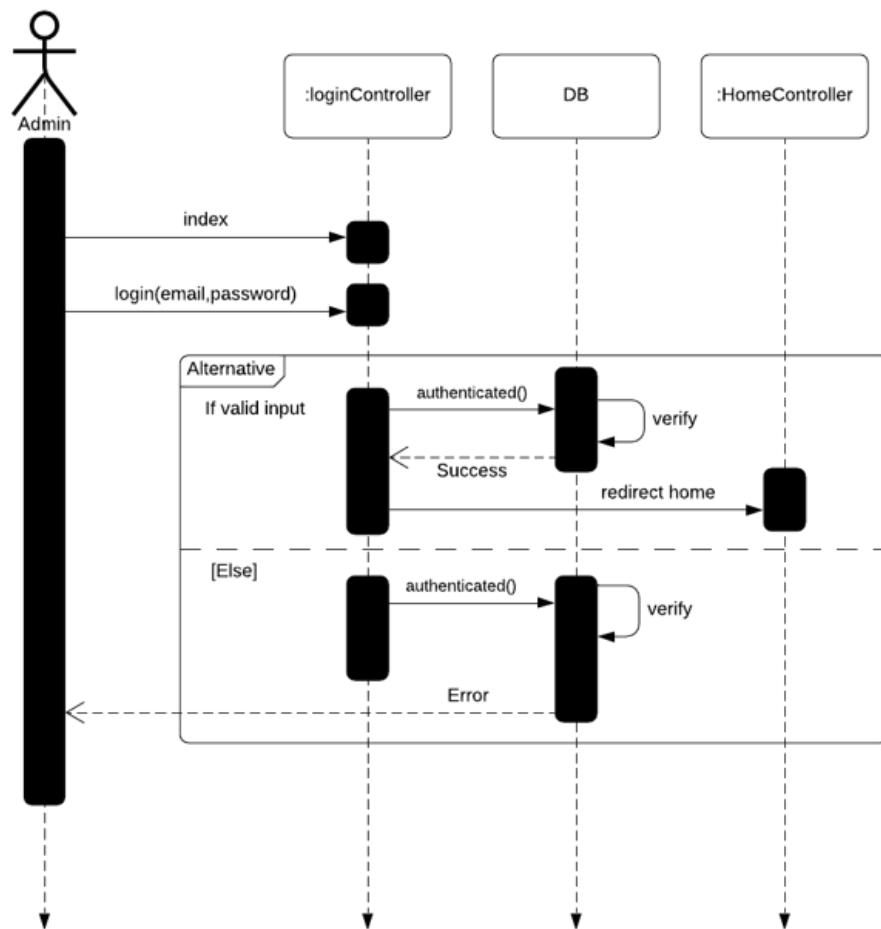 Admin
:loginController
DB
:HomeController
index
login(email,password)
Alternative
If valid input
authenticated()
verify
Success
redirect home
[Else]
authenticated()
verify
Error